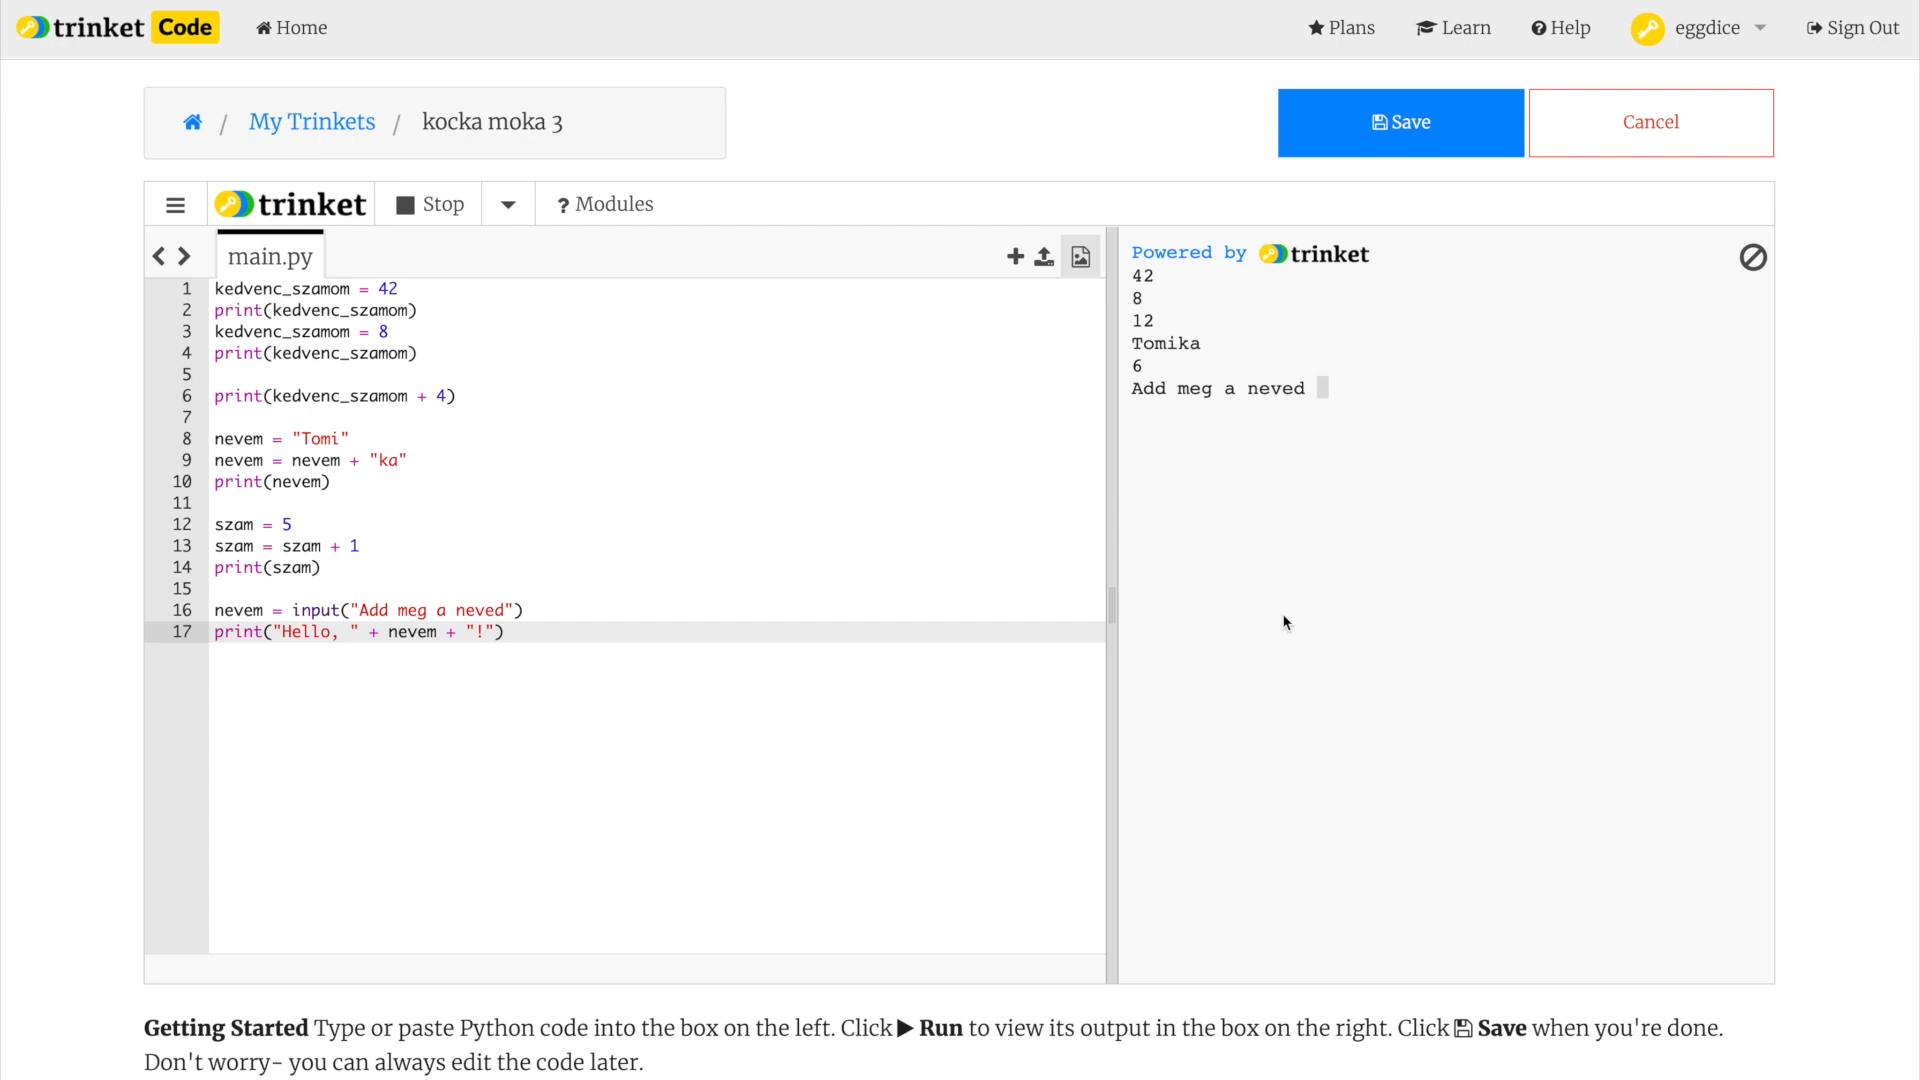 trinket Code Home Plans Learn Help eggdice Sign Out
/ My Trinkets / kocka moka 3
Save Cancel
trinket Stop ? Modules
main.py
1 kedvenc_szamom = 42
2 print(kedvenc_szamom)
3 kedvenc_szamom = 8
4 print(kedvenc_szamom)
5
6 print(kedvenc_szamom + 4)
7
8 nevem = "Tomi"
9 nevem = nevem + "ka"
10 print(nevem)
11
12 szam = 5
13 szam = szam + 1
14 print(szam)
15
16 nevem = input("Add meg a neved")
17 print("Hello, " + nevem + "!")
Powered by trinket
42
8
12
Tomika
6
Add meg a neved
Getting Started Type or paste Python code into the box on the left. Click Run to view its output in the box on the right. Click Save when you're done.
Don't worry- you can always edit the code later.